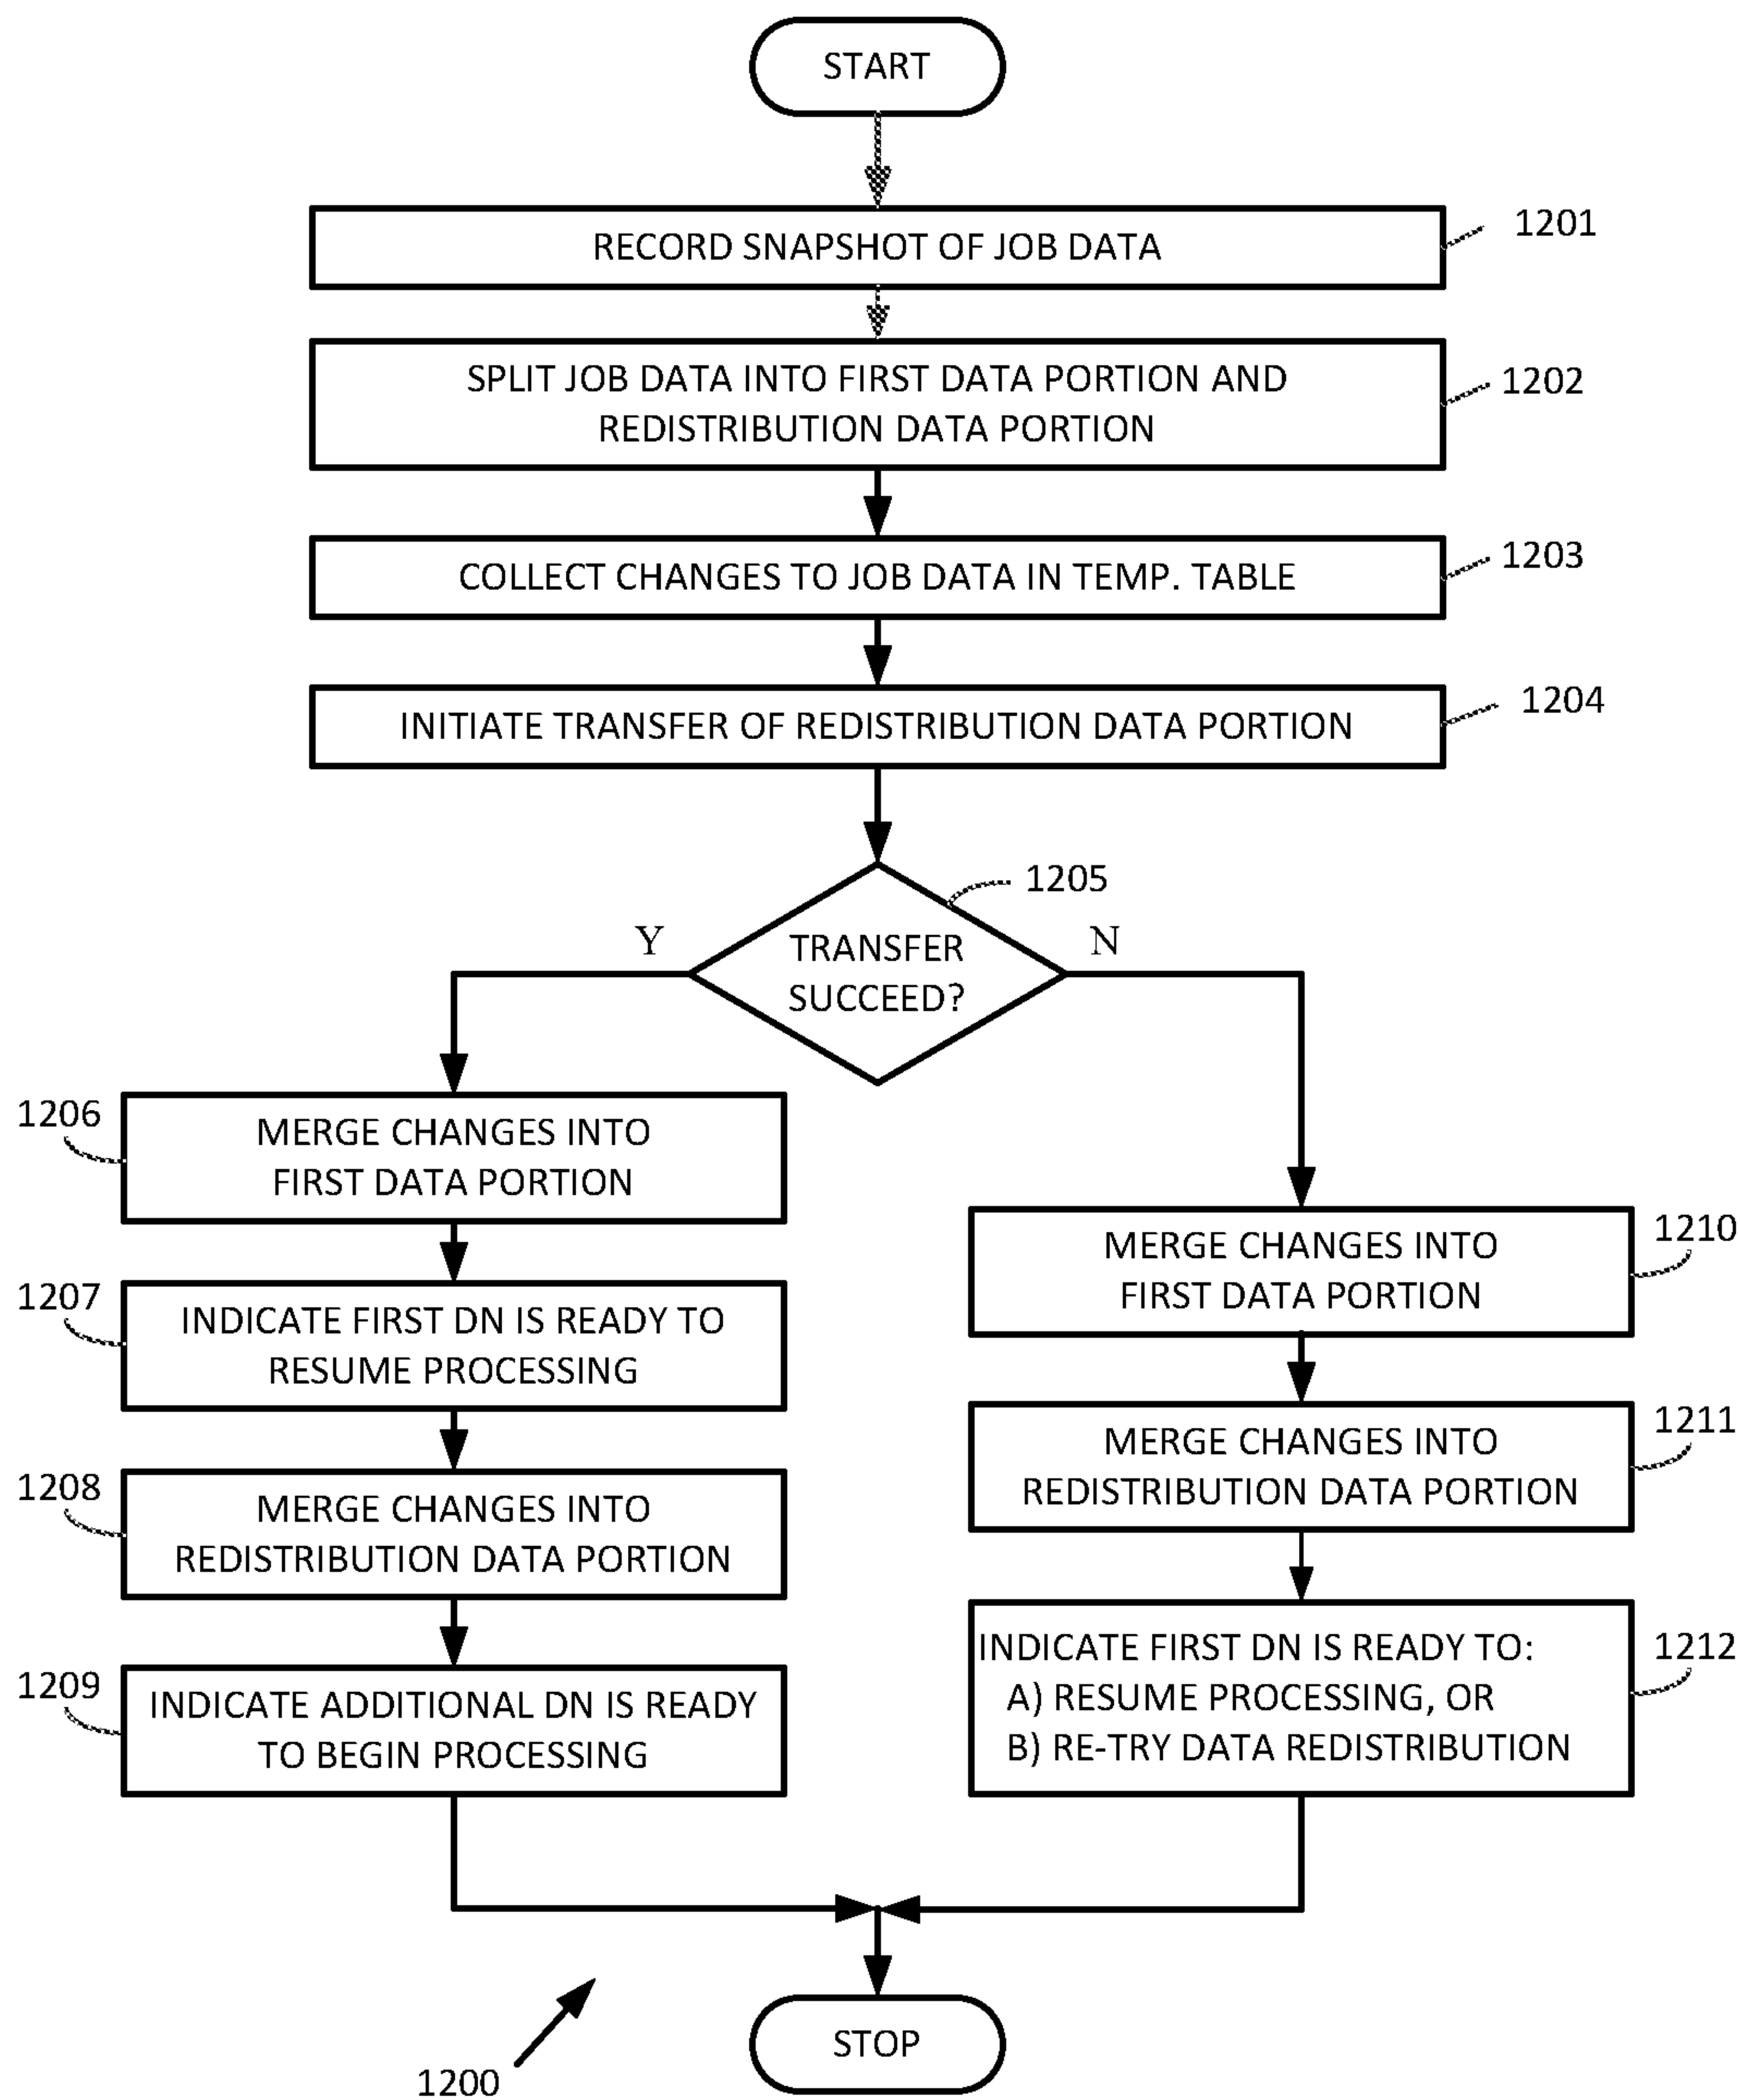 START
RECORD SNAPSHOT OF JOB DATA
1201
SPLIT JOB DATA INTO FIRST DATA PORTION AND
REDISTRIBUTION DATA PORTION
1202
COLLECT CHANGES TO JOB DATA IN TEMP. TABLE
1203
INITIATE TRANSFER OF REDISTRIBUTION DATA PORTION
1204
1205
Y
TRANSFER
SUCCEED?
N
1206
MERGE CHANGES INTO
FIRST DATA PORTION
1207
INDICATE FIRST DN IS READY TO
RESUME PROCESSING
1208
MERGE CHANGES INTO
REDISTRIBUTION DATA PORTION
1209
INDICATE ADDITIONAL DN IS READY
TO BEGIN PROCESSING
MERGE CHANGES INTO
FIRST DATA PORTION
1210
MERGE CHANGES INTO
REDISTRIBUTION DATA PORTION
1211
INDICATE FIRST DN IS READY TO:
A) RESUME PROCESSING, OR
B) RE-TRY DATA REDISTRIBUTION
1212
STOP
1200